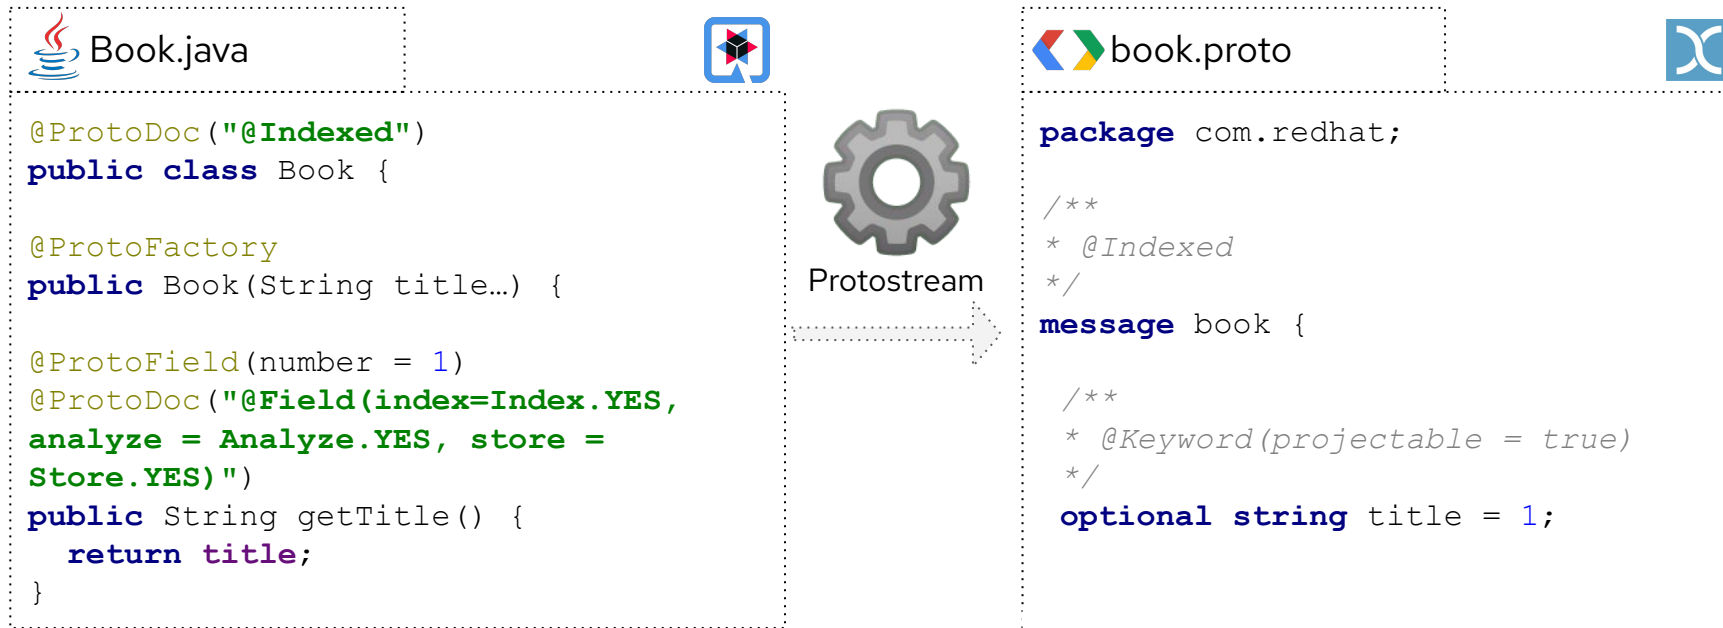 Book.java
@ProtoDoc("@Indexed")
public class Book {
@ProtoFactory
public Book(String title…) {
@ProtoField(number = 1)
@ProtoDoc("@Field(index=Index.YES,
analyze = Analyze.YES, store =
Store.YES)")
public String getTitle() {
return title;
}
Protostream
book.proto
package com.redhat;
/**
* @Indexed
*/
message book {
/**
* @Keyword(projectable = true)
*/
optional string title = 1;